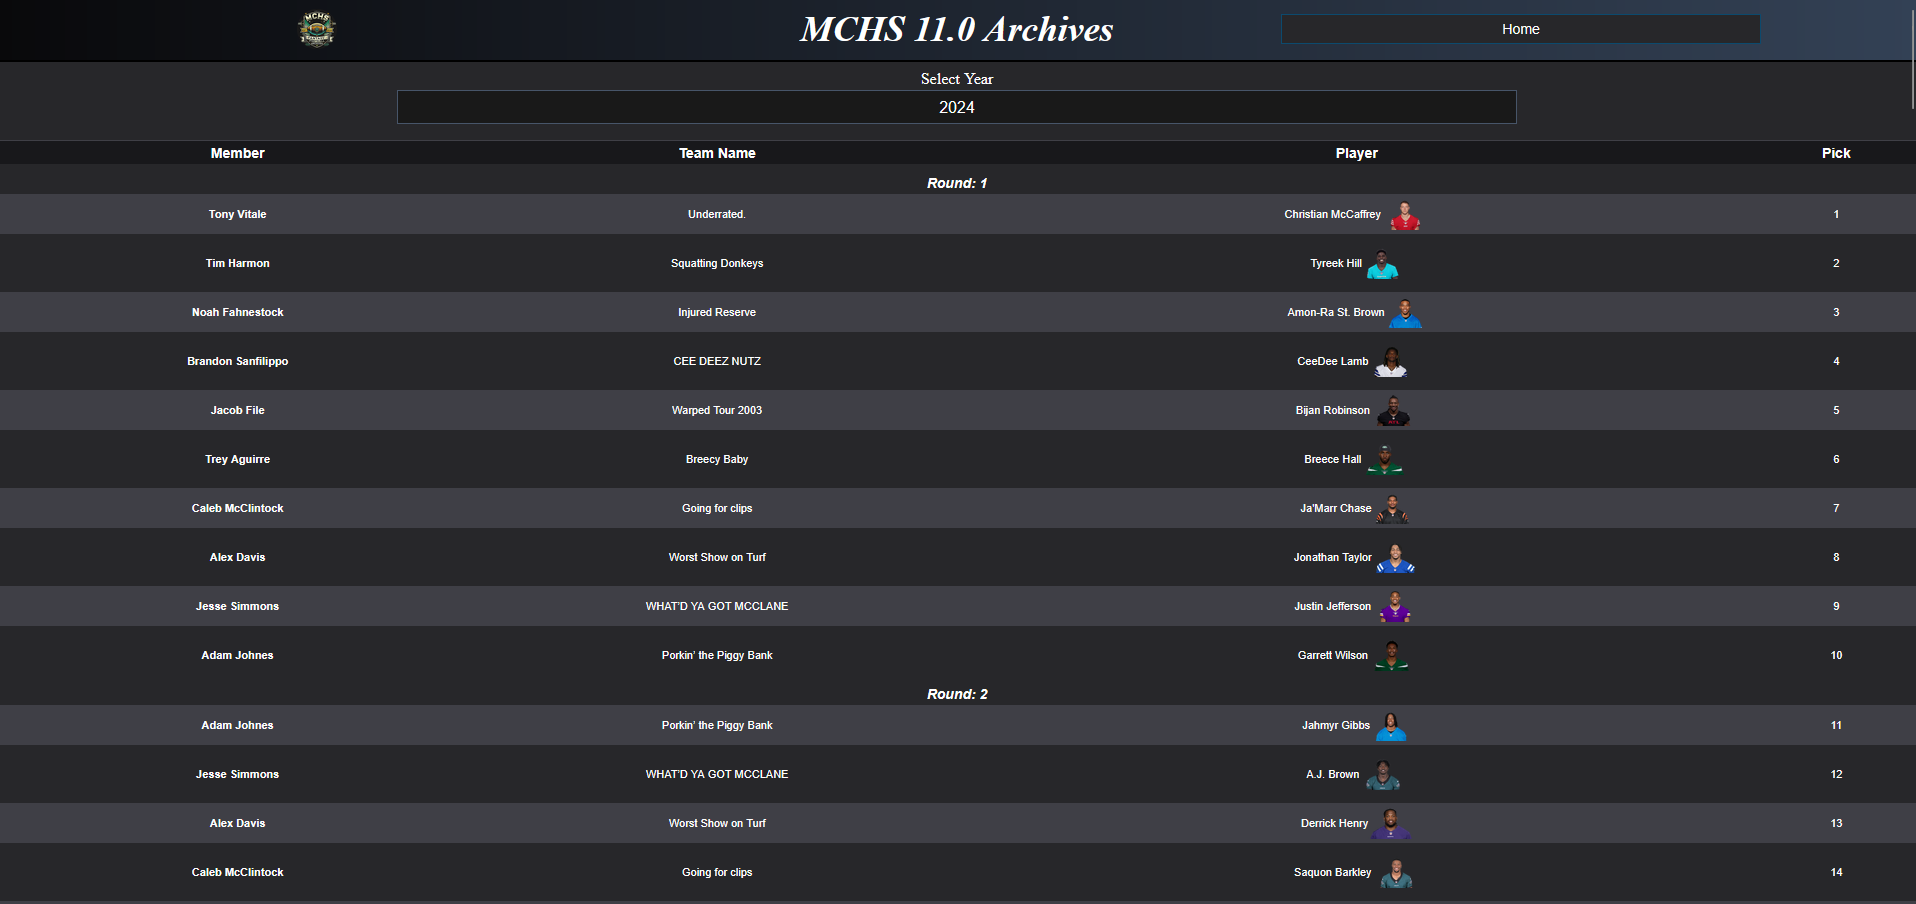 MCHS
MCHS 11.0 Archives
Home
Select Year
2024
Member Team Name Player Pick
Round: 1
Tony Vitale Underrated. Christian McCaffrey 1
Tim Harmon Squatting Donkeys Tyreek Hill 2
Noah Fahnestock Injured Reserve Amon-Ra St. Brown 3
Brandon Sanfilippo CEE DEEZ NUTZ CeeDee Lamb 4
Jacob File Warped Tour 2003 Bijan Robinson 5
Trey Aguirre Breecy Baby Breece Hall 6
Caleb McClintock Going for clips Ja'Marr Chase 7
Alex Davis Worst Show on Turf Jonathan Taylor 8
Jesse Simmons WHAT'D YA GOT MCCLANE Justin Jefferson 9
Adam Johnes Porkin' the Piggy Bank Garrett Wilson 10
Round: 2
Adam Johnes Porkin' the Piggy Bank Jahmyr Gibbs 11
Jesse Simmons WHAT'D YA GOT MCCLANE A.J. Brown 12
Alex Davis Worst Show on Turf Derrick Henry 13
Caleb McClintock Going for clips Saquon Barkley 14